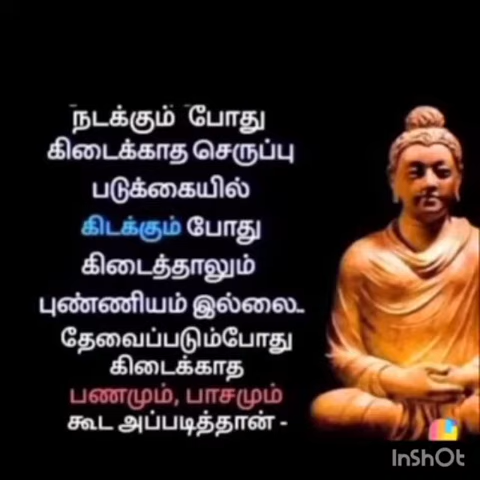 நடக்கும் போது
கிடைக்காத செருப்பு
படுக்கையில்
கிடக்கும் போது
கிடைத்தாலும்
புண்ணியம் இல்லை..
தேவைப்படும்போது
கிடைக்காத
பணமும், பாசமும்
கூட அப்படித்தான் -
InShOt